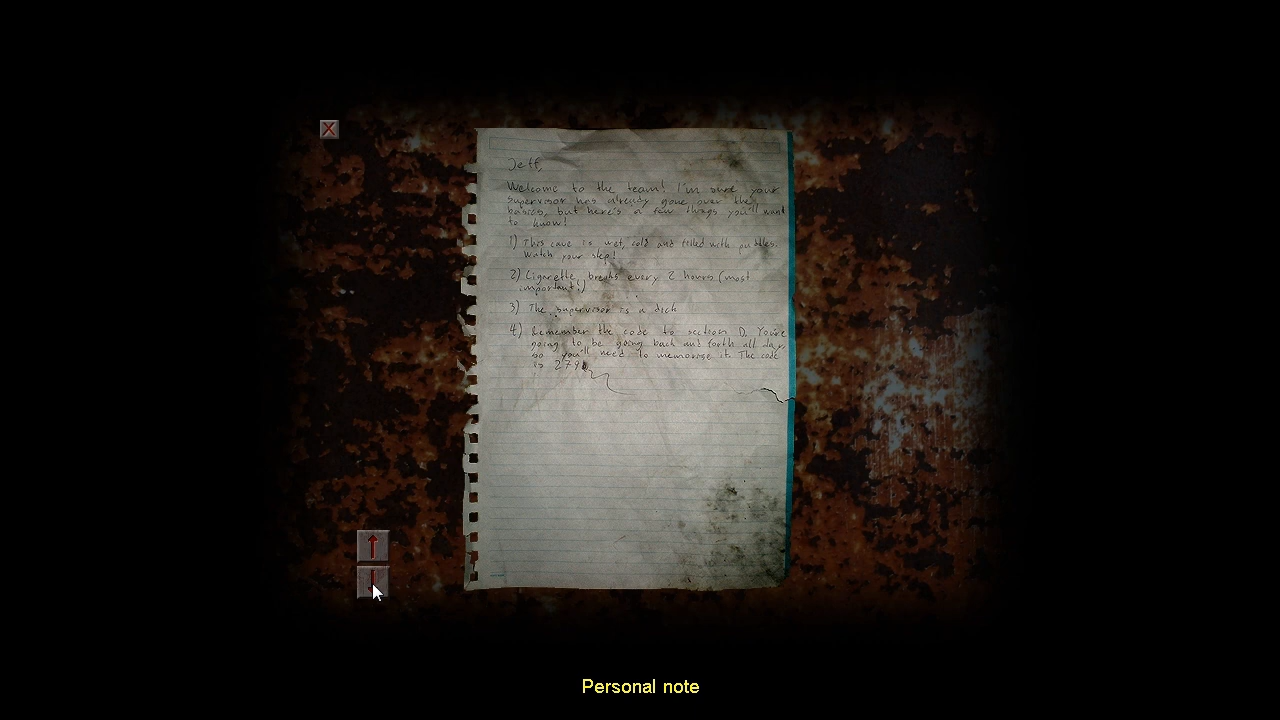 Jeff,
Welcome to the team! I'm sure your
supervisor has already gone over the
basics, but here's a few things you'll want
to know!
1) This cave is wet, cold and filled with puddles.
Watch your step!
2) Cigarette breaks every 2 hours (most
important!)
3) The supervisor is a dick
4) Remember the code to section D. You're
going to be going back and forth all day,
so you'll need to memorise it. The code
is 279
Personal note